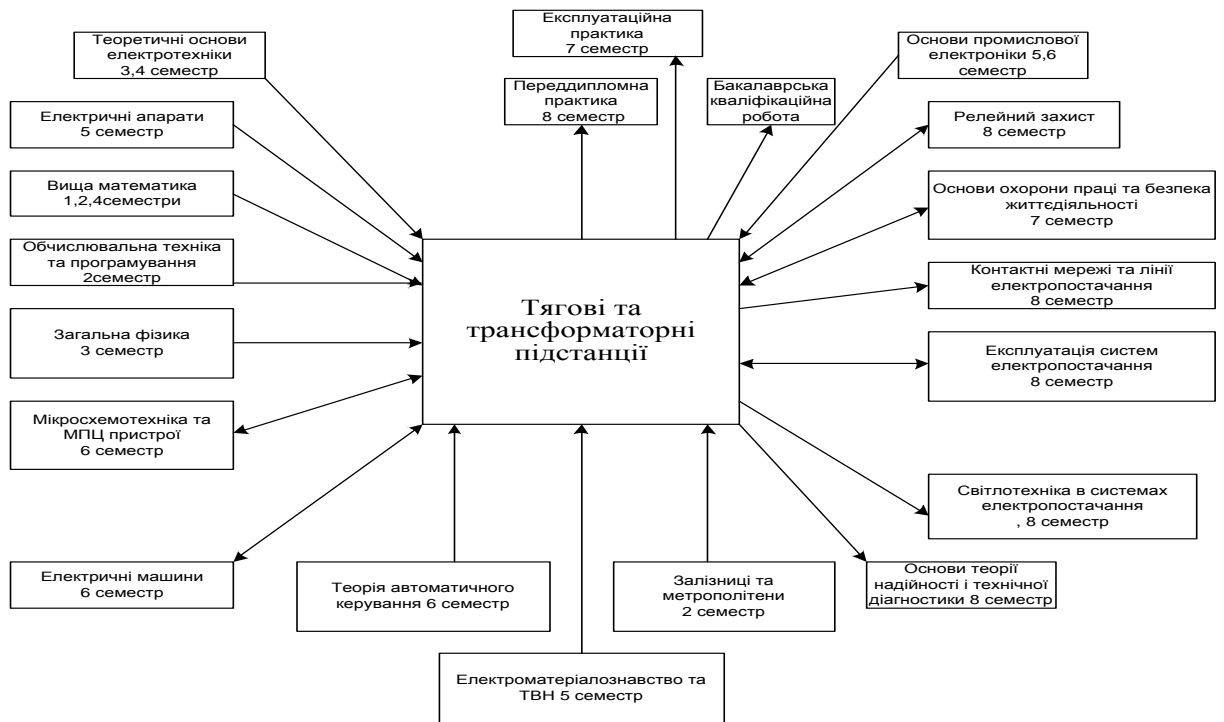 Експлуатаційна
практика
7 семестр
Теоретичні основи
електротехніки
3,4 семестр
Основи промислової
електроніки 5,6
семестр
Переддипломна
практика
8 семестр
Бакалаврська
кваліфікаційна
робота
Електричні апарати
5 семестр
Релейний захист
8 семестр
Вища математика
1,2,4семестри
Основи охорони праці та безпека
життєдіяльності
7 семестр
Обчислювальна техніка
та програмування
2семестр
Контактні мережі та лінії
електропостачання
8 семестр
Тягові та
трансформаторні
підстанції
Загальна фізика
3 семестр
Експлуатація систем
електропостачання
8 семестр
Мікросхемотехніка та
МПЦ пристрої
6 семестр
Світлотехніка в системах
електропостачання
, 8 семестр
Електричні машини
6 семестр
Теорія автоматичного
керування 6 семестр
Залізниці та
метрополітени
2 семестр
Основи теорії
надійності і технічної
діагностики 8 семестр
Електроматеріалознавство та
ТВН 5 семестр